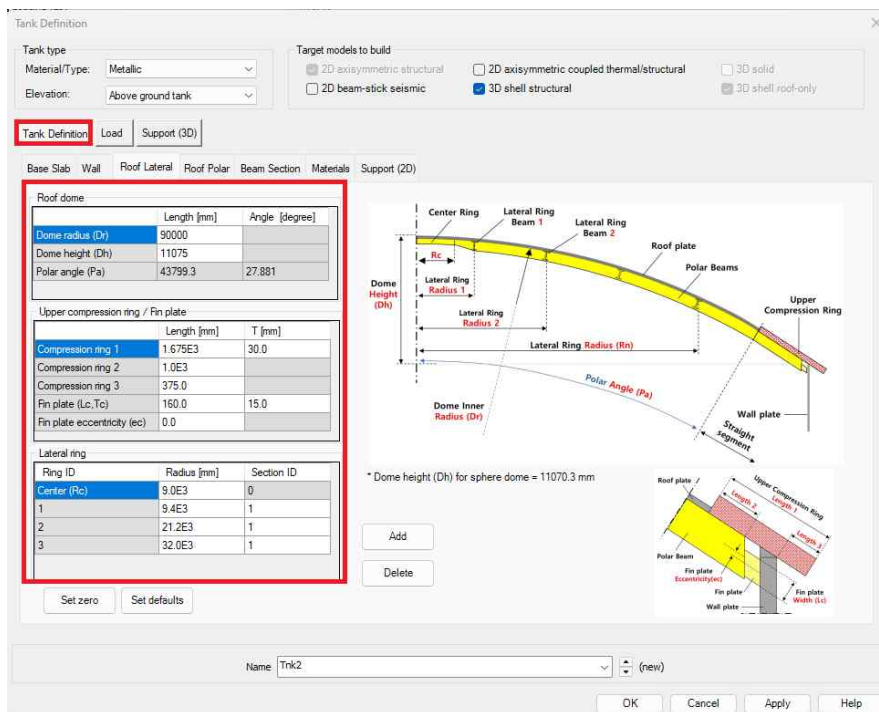 Tank Definition
Tank type
Material/Type: Metallic
Elevation: Above ground tank
Target models to build
2D axisymmetric structural
2D axisymmetric coupled thermal/structural
3D solid
2D beam-stick seismic
3D shell structural
3D shell roof-only
Tank Definition Load Support (3D)
Base Slab Wall Roof Lateral Roof Polar Beam Section Materials Support (2D)
Roof dome
Length [mm] Angle [degree]
Dome radius (Dr) 90000
Dome height (Dh) 11075
Polar angle (Pa) 43799.3 27.881
Upper compression ring / Fin plate
Length [mm] T [mm]
Compression ring 1 1.675E3 30.0
Compression ring 2 1.0E3
Compression ring 3 375.0
Fin plate (Lc,Tc) 160.0 15.0
Fin plate eccentricity (ec) 0.0
Lateral ring
Ring ID Radius [mm] Section ID
Center (Rc) 9.0E3 0
1 9.4E3 1
2 21.2E3 1
3 32.0E3 1
Set zero Set defaults
Center Ring
Lateral Ring
Beam 1
Lateral Ring
Beam 2
Roof plate
Polar Beams
Upper
Compression Ring
Rc
Dome
Height
(Dh)
Lateral Ring
Radius 1
Lateral Ring
Radius 2
Lateral Ring Radius (Rn)
Polar Angle (Pa)
Dome Inner
Radius (Dr)
Wall plate
Straight
segment
* Dome height (Dh) for sphere dome = 11070.3 mm
Add
Delete
Roof plate
Upper Compression Ring
Length 1
Length 2
Length 3
Polar Beam
Fin plate
Eccentricity(ec)
Fin plate
Wall plate
Fin plate
Width (Lc)
Name Tnk2 (new)
OK Cancel Apply Help